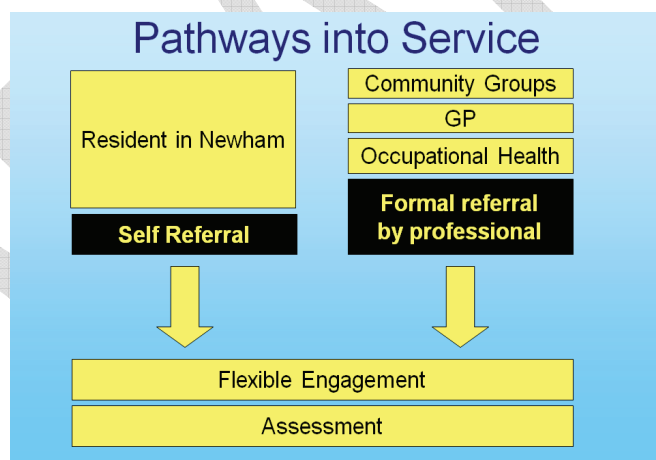 Pathways into Service
Resident in Newham
Self Referral
Community Groups
GP
Occupational Health
Formal referral
by professional
Flexible Engagement
Assessment